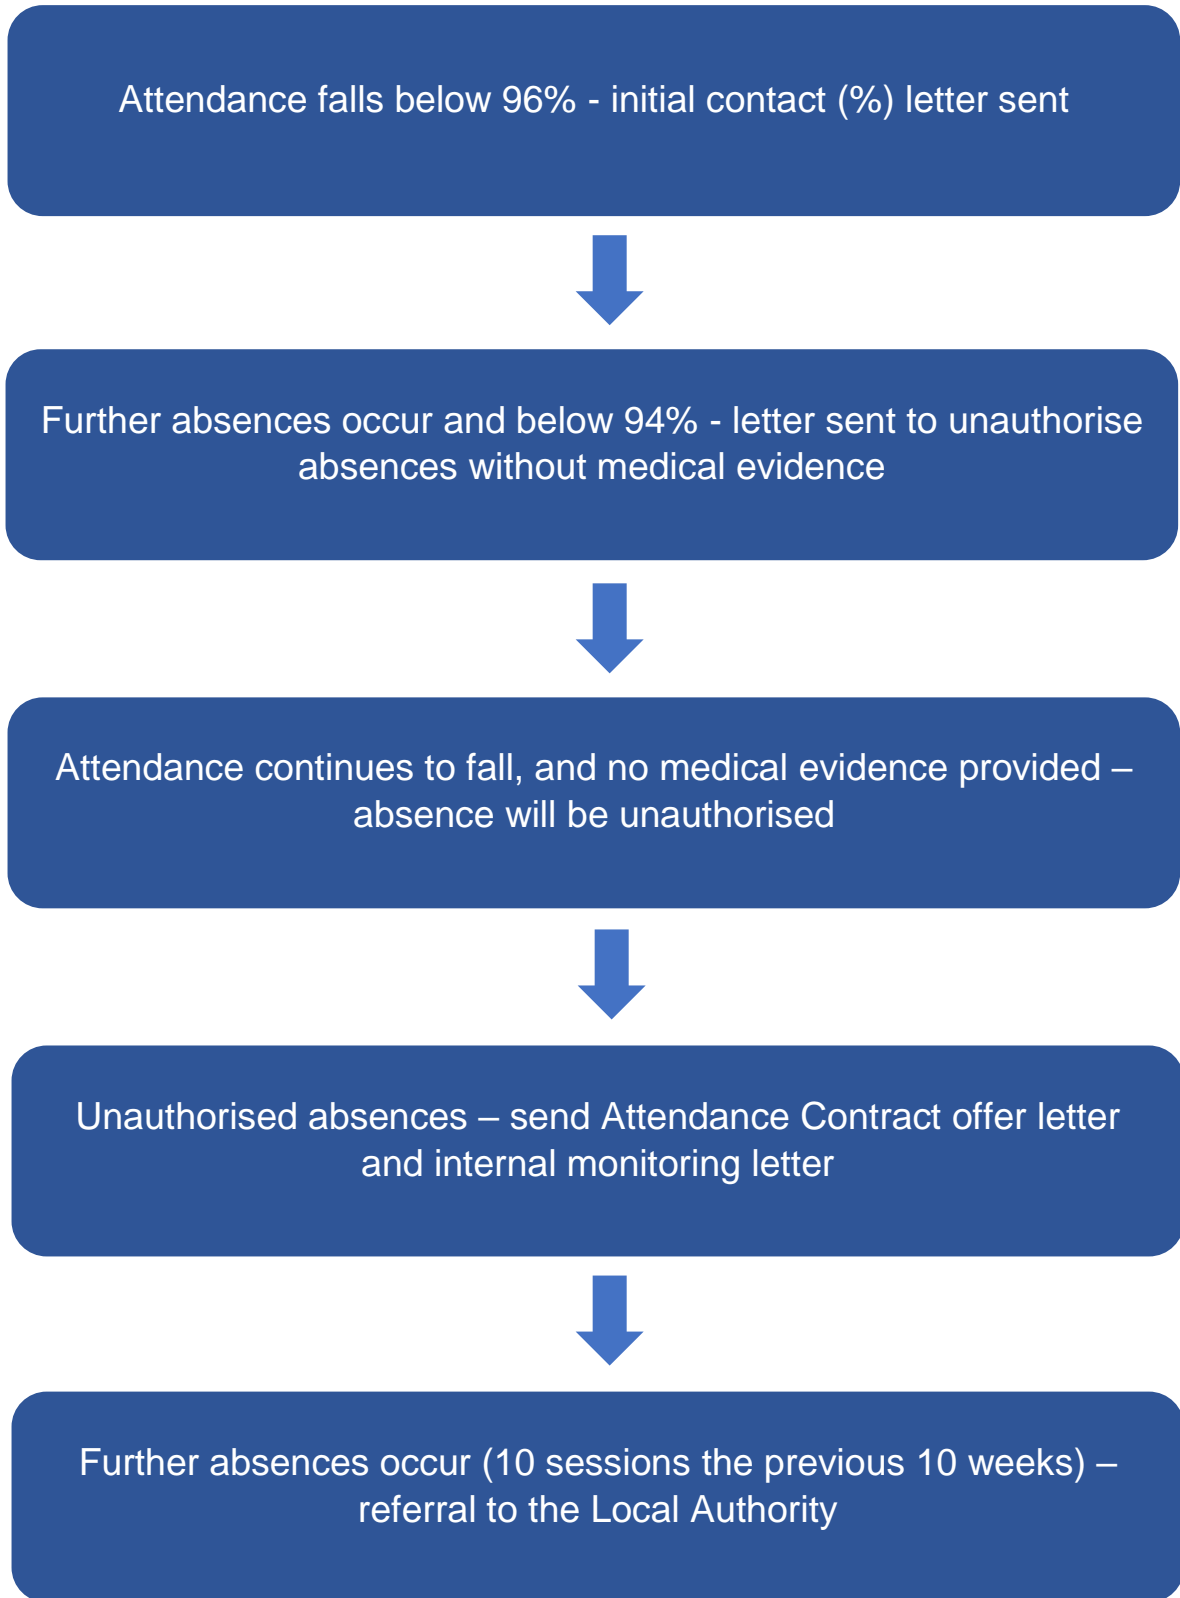 Attendance falls below 96% - initial contact (%) letter sent
Further absences occur and below 94% - letter sent to unauthorise
absences without medical evidence
Attendance continues to fall, and no medical evidence provided –
absence will be unauthorised
Unauthorised absences – send Attendance Contract offer letter
and internal monitoring letter
Further absences occur (10 sessions the previous 10 weeks) –
referral to the Local Authority